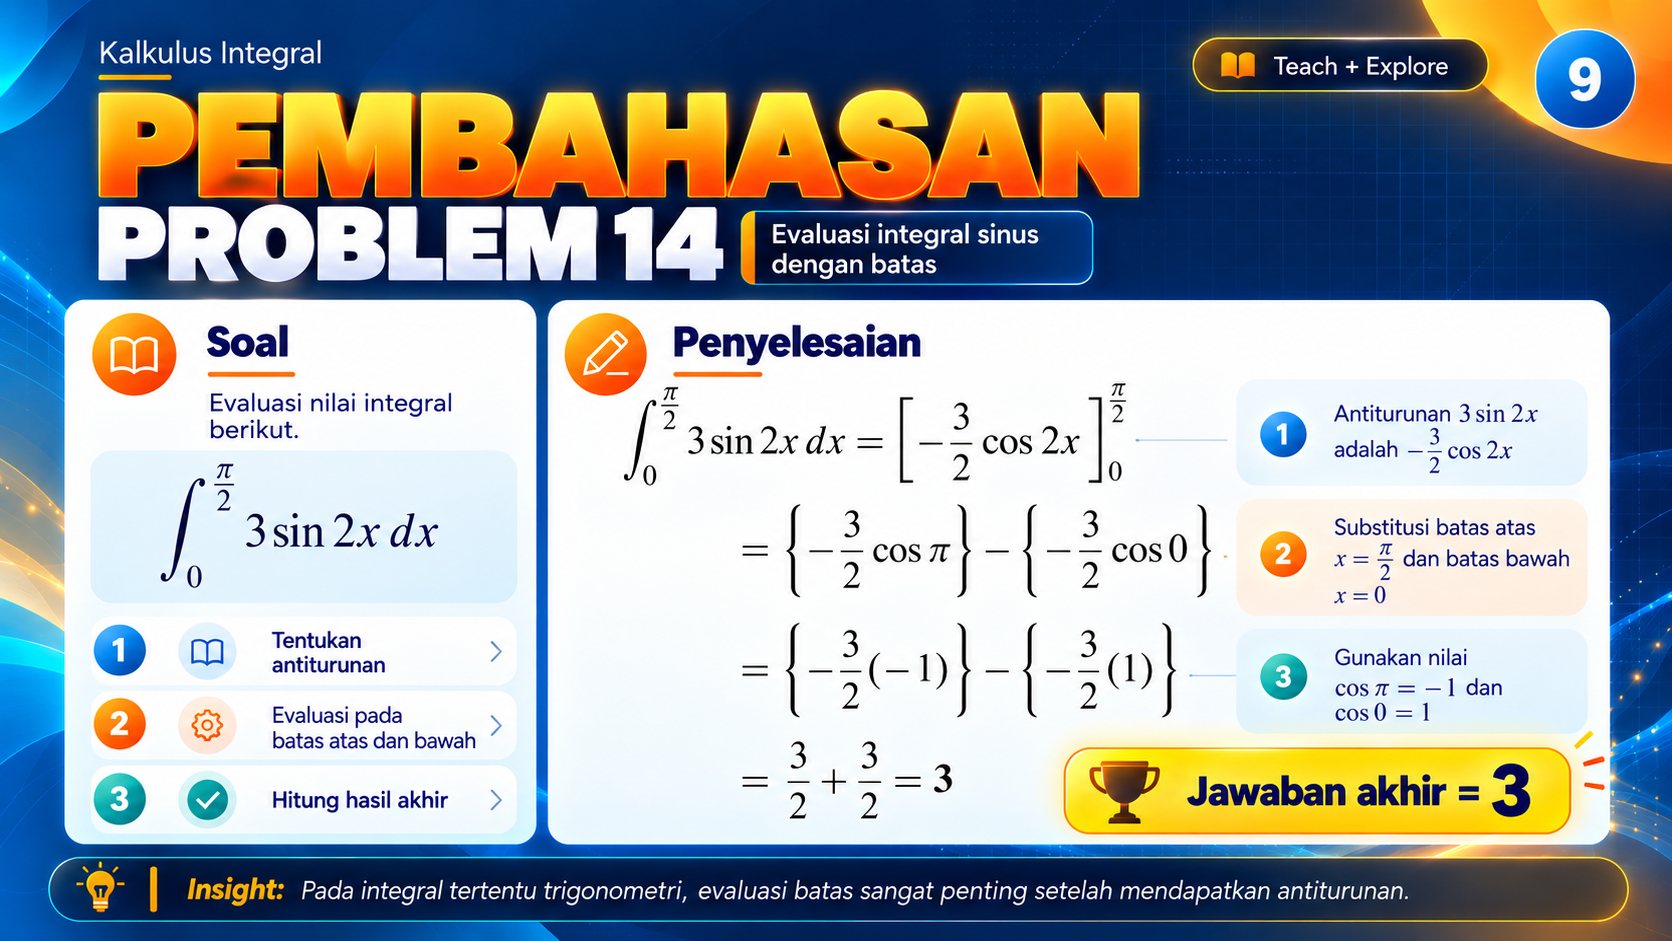 Kalkulus Integral
Teach + Explore
9
PEMBAHASAN
PROBLEM 14
Evaluasi integral sinus
dengan batas
Soal
Evaluasi nilai integral
berikut.
∫₀^{π/2} 3 sin 2x dx
1 Tentukan
antiturunan
2 Evaluasi pada
batas atas dan bawah
3 Hitung hasil akhir
Penyelesaian
∫₀^{π/2} 3 sin 2x dx = [−3/2 cos 2x]₀^{π/2}
= {−3/2 cos π} − {−3/2 cos 0}
= {−3/2(−1)} − {−3/2(1)}
= 3/2 + 3/2 = 3
1 Antiturunan 3 sin 2x
adalah −3/2 cos 2x
2 Substitusi batas atas
x = π/2 dan batas bawah
x = 0
3 Gunakan nilai
cos π = −1 dan
cos 0 = 1
Jawaban akhir = 3
Insight: Pada integral tertentu trigonometri, evaluasi batas sangat penting setelah mendapatkan antiturunan.